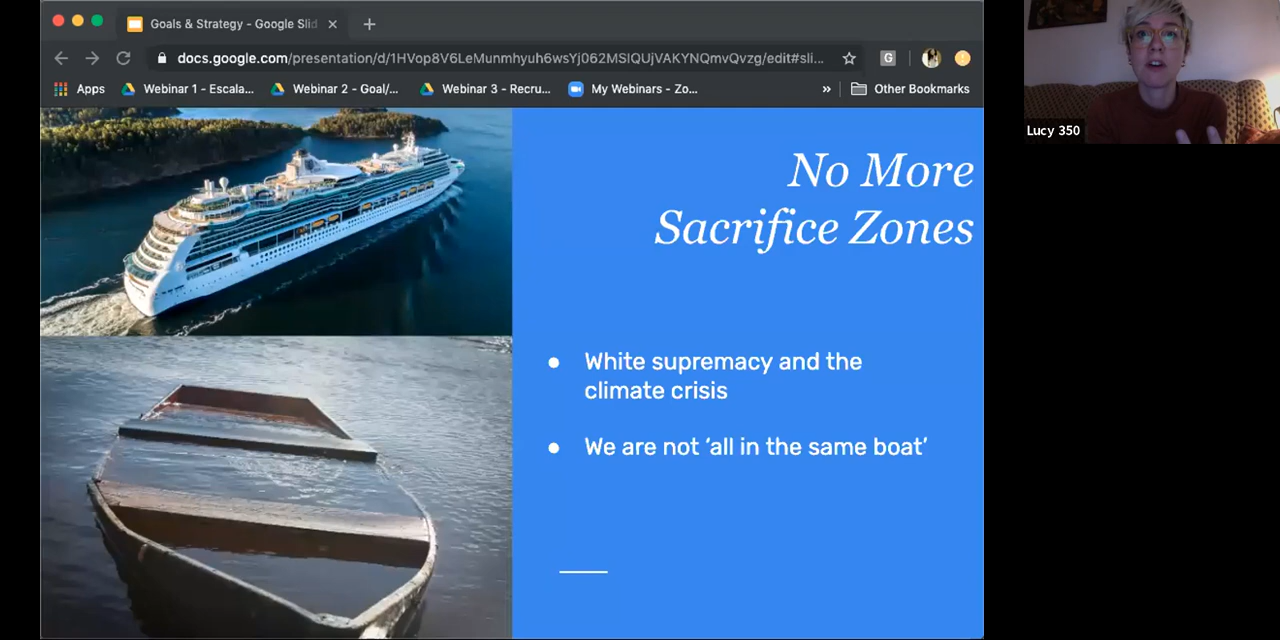 Goals & Strategy - Google Slid
docs.google.com/presentation/d/1HVop8V6LeMunmhyuh6wsYj062MSlQUjVAKYNQmvQvzg/edit#sli...
G
Apps
Webinar 1 - Escala...
Webinar 2 - Goal/...
Webinar 3 - Recru...
My Webinars - Zo...
»
Other Bookmarks
Lucy 350
No More
Sacrifice Zones
● White supremacy and the
climate crisis
● We are not ‘all in the same boat’